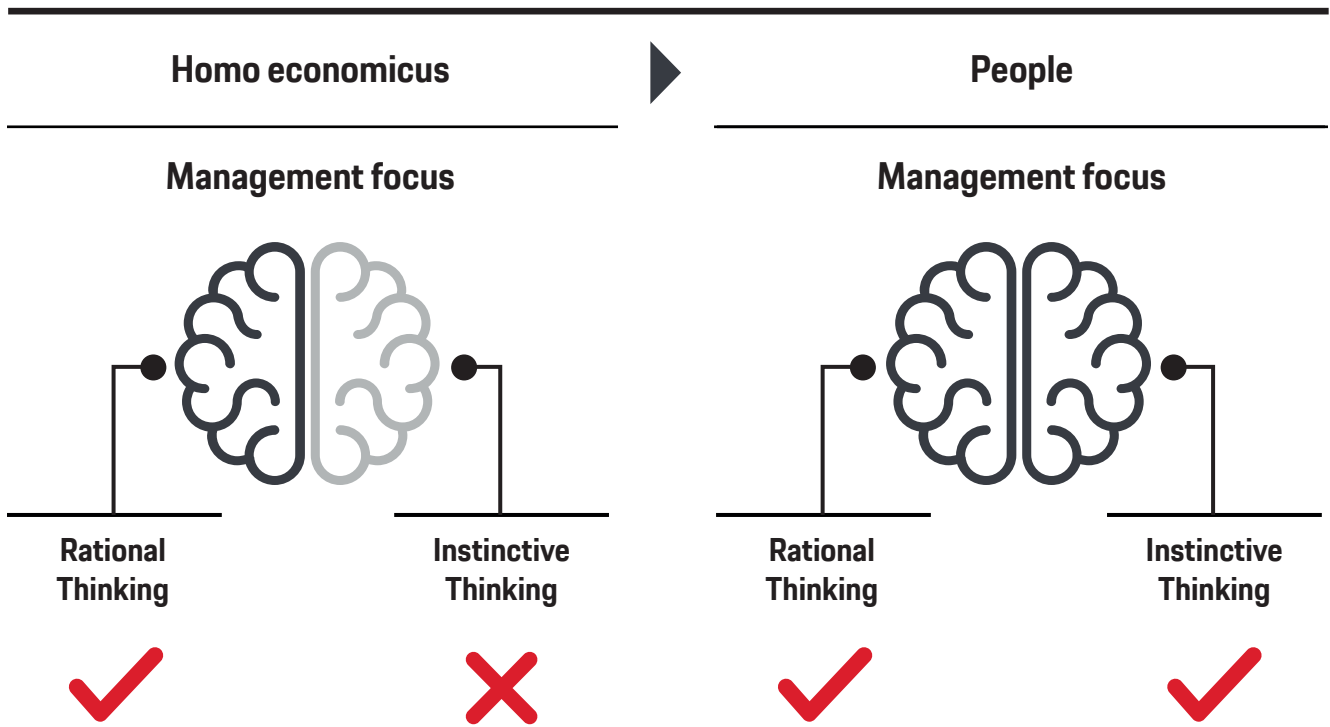 Homo economicus
People
Management focus
Management focus
Rational
Thinking
Instinctive
Thinking
Rational
Thinking
Instinctive
Thinking